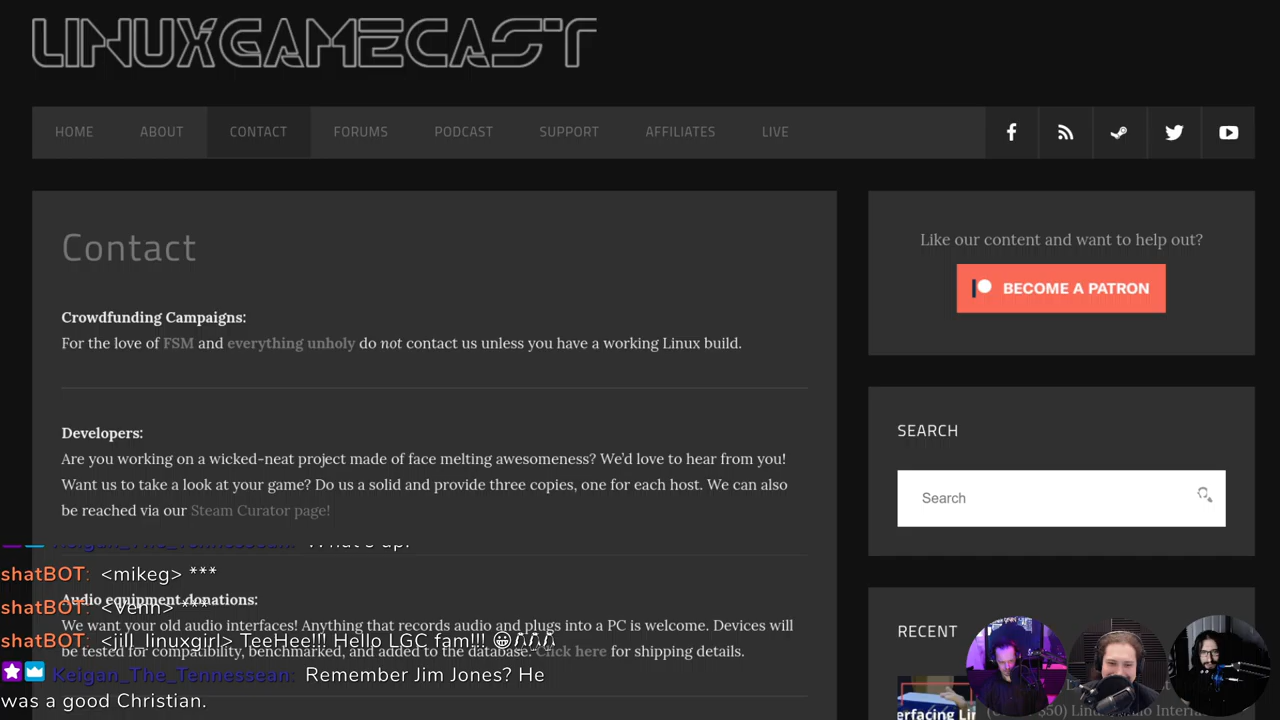 LINUXGAMECAST
HOME ABOUT CONTACT FORUMS PODCAST SUPPORT AFFILIATES LIVE
Contact
Crowdfunding Campaigns:
For the love of FSM and everything unholy do not contact us unless you have a working Linux build.
Developers:
Are you working on a wicked-neat project made of face melting awesomeness? We'd love to hear from you!
Want us to take a look at your game? Do us a solid and provide three copies, one for each host. We can also
be reached via our Steam Curator page!
Audio equipment donations:
We want your old audio interfaces! Anything that records audio and plugs into a PC is welcome. Devices will
be tested for compatibility, benchmarked, and added to the database. Click here for shipping details.
Keigan_The_Tennessean: What's up!
shatBOT: <mikeg> ***
shatBOT: <Venn> ***
shatBOT: <jill_linuxgirl> TeeHee!!! Hello LGC fam!!! 😀🐧🐧🐧
Keigan_The_Tennessean: Remember Jim Jones? He
was a good Christian.
Like our content and want to help out?
BECOME A PATRON
SEARCH
Search
RECENT